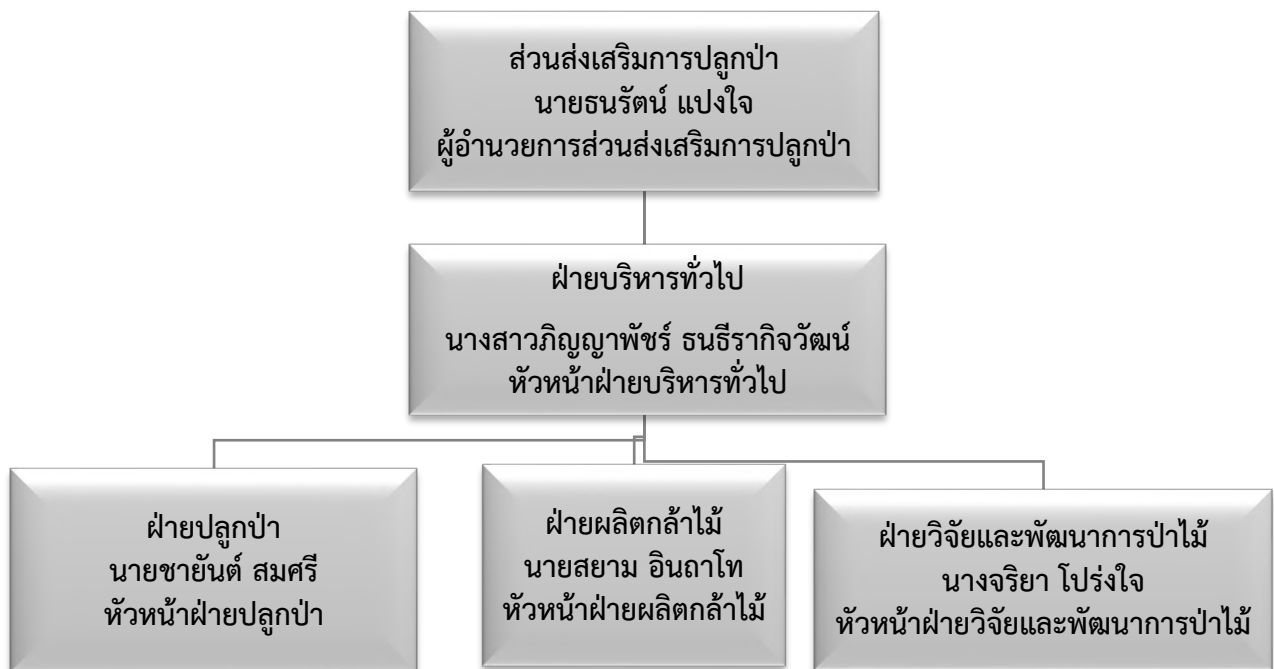 ส่วนส่งเสริมการปลูกป่า
นายธนรัตน์ แปงใจ
ผู้อำนวยการส่วนส่งเสริมการปลูกป่า
ฝ่ายบริหารทั่วไป
นางสาวภิญญาพัชร์ ธนธีรากิจวัฒน์
หัวหน้าฝ่ายบริหารทั่วไป
ฝ่ายปลูกป่า
นายชายันต์ สมศรี
หัวหน้าฝ่ายปลูกป่า
ฝ่ายผลิตกล้าไม้
นายสยาม อินถาโท
หัวหน้าฝ่ายผลิตกล้าไม้
ฝ่ายวิจัยและพัฒนาการป่าไม้
นางจริยา โปร่งใจ
หัวหน้าฝ่ายวิจัยและพัฒนาการป่าไม้